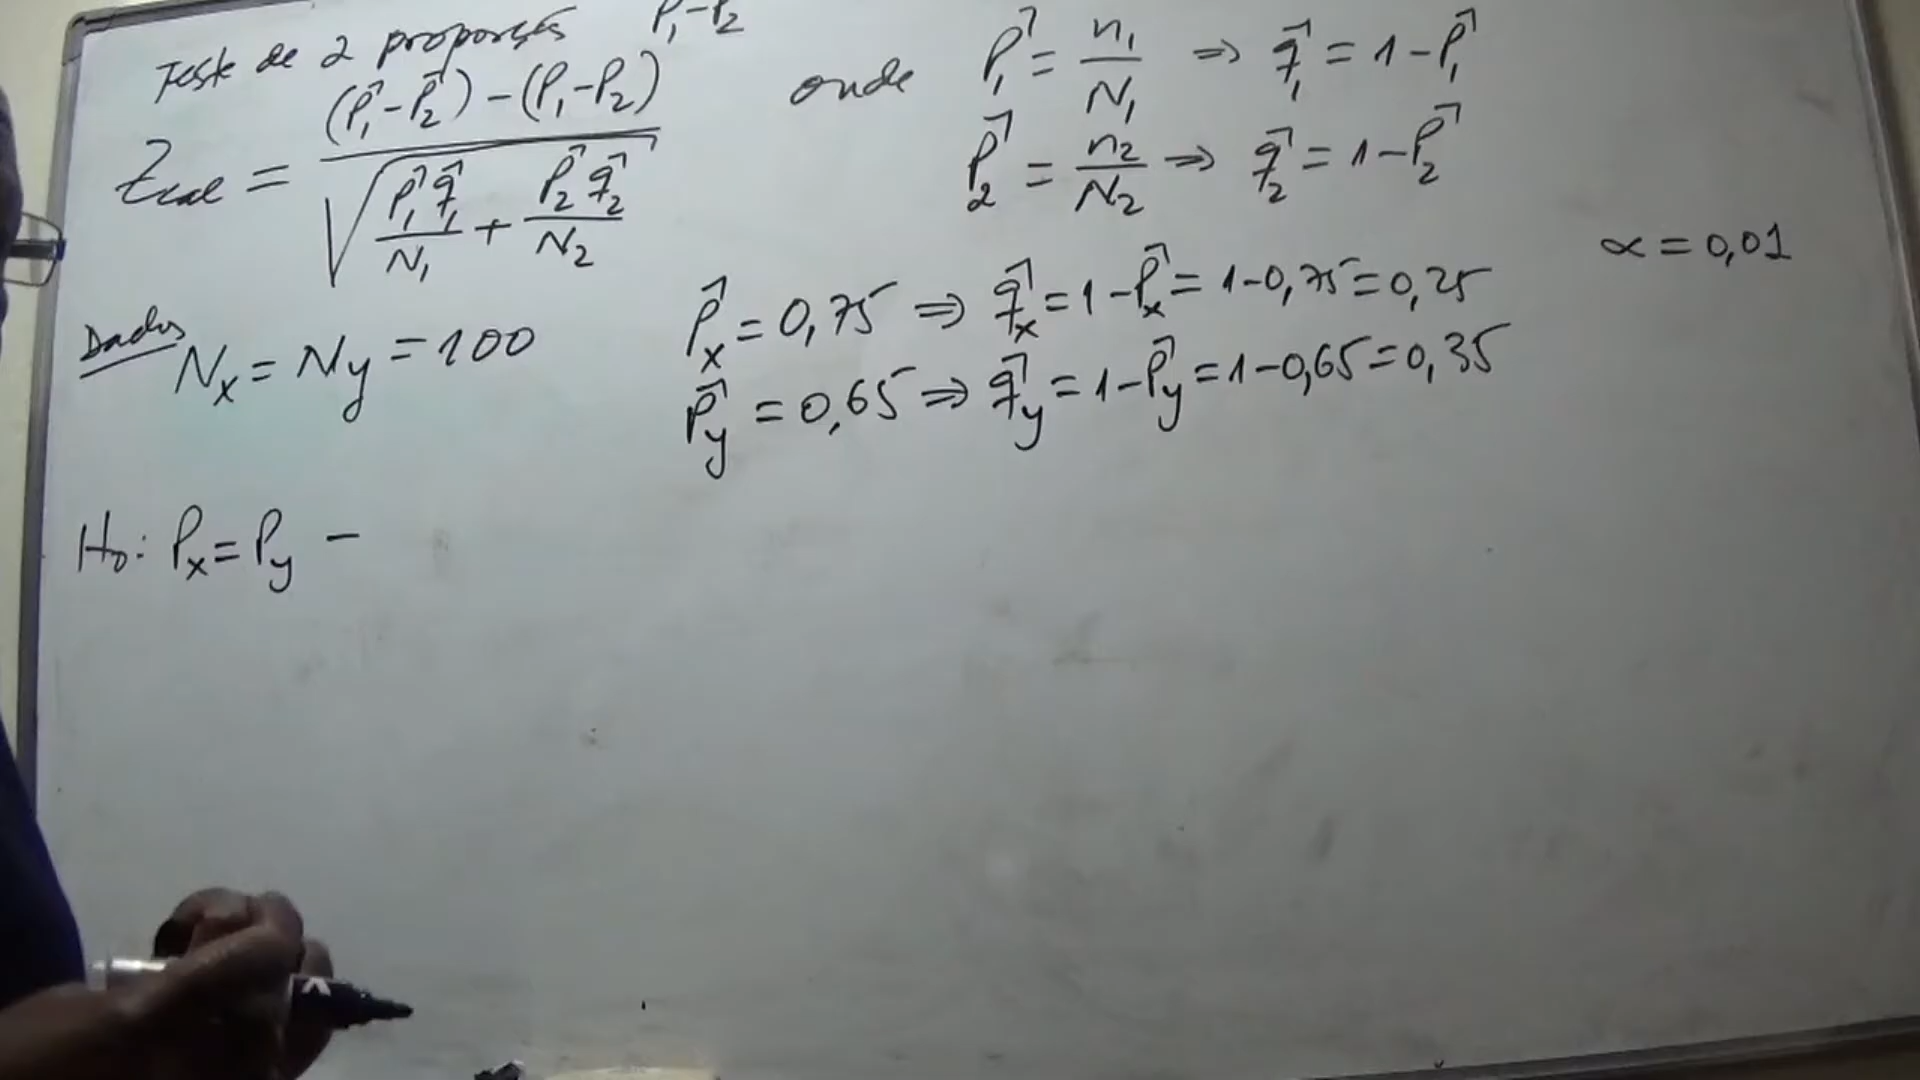 Teste de 2 proporções P₁-P₂
Zcal = (P̂₁-P̂₂) - (P₁-P₂) / √(P̂₁q̂₁/N₁ + P̂₂q̂₂/N₂)
onde P̂₁ = n₁/N₁ ⇒ q̂₁ = 1-P̂₁
P̂₂ = n₂/N₂ ⇒ q̂₂ = 1-P̂₂
α = 0,01
Dados Nx = Ny = 100
P̂x = 0,75 ⇒ q̂x = 1-P̂x = 1-0,75 = 0,25
P̂y = 0,65 ⇒ q̂y = 1-P̂y = 1-0,65 = 0,35
H₀: Px = Py -